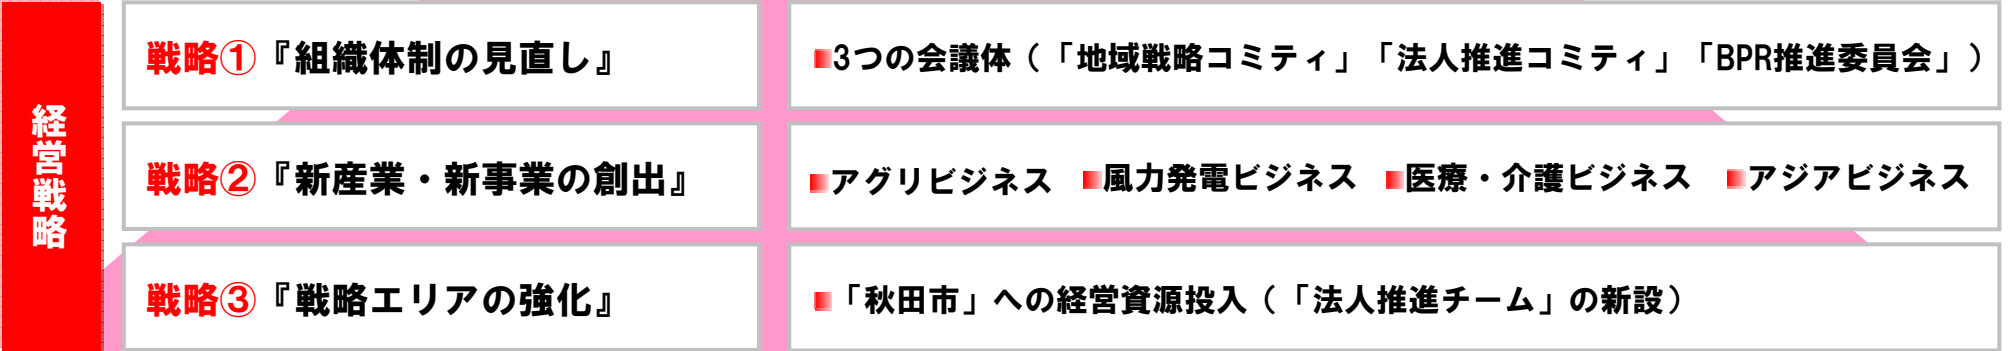 経営戦略
戦略①『組織体制の見直し』
3つの会議体（「地域戦略コミティ」「法人推進コミティ」「BPR推進委員会」）
戦略②『新産業・新事業の創出』
アグリビジネス 風力発電ビジネス 医療・介護ビジネス アジアビジネス
戦略③『戦略エリアの強化』
「秋田市」への経営資源投入（「法人推進チーム」の新設）